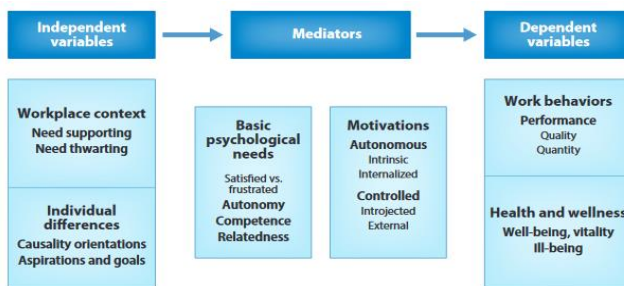 Independent
variables
Mediators
Dependent
variables
Workplace context
Need supporting
Need thwarting
Individual
differences
Causality orientations
Aspirations and goals
Basic
psychological
needs
Satisfied vs.
frustrated
Autonomy
Competence
Relatedness
Motivations
Autonomous
Intrinsic
Internalized
Controlled
Introjected
External
Work behaviors
Performance
Quality
Quantity
Health and wellness
Well-being, vitality
Ill-being